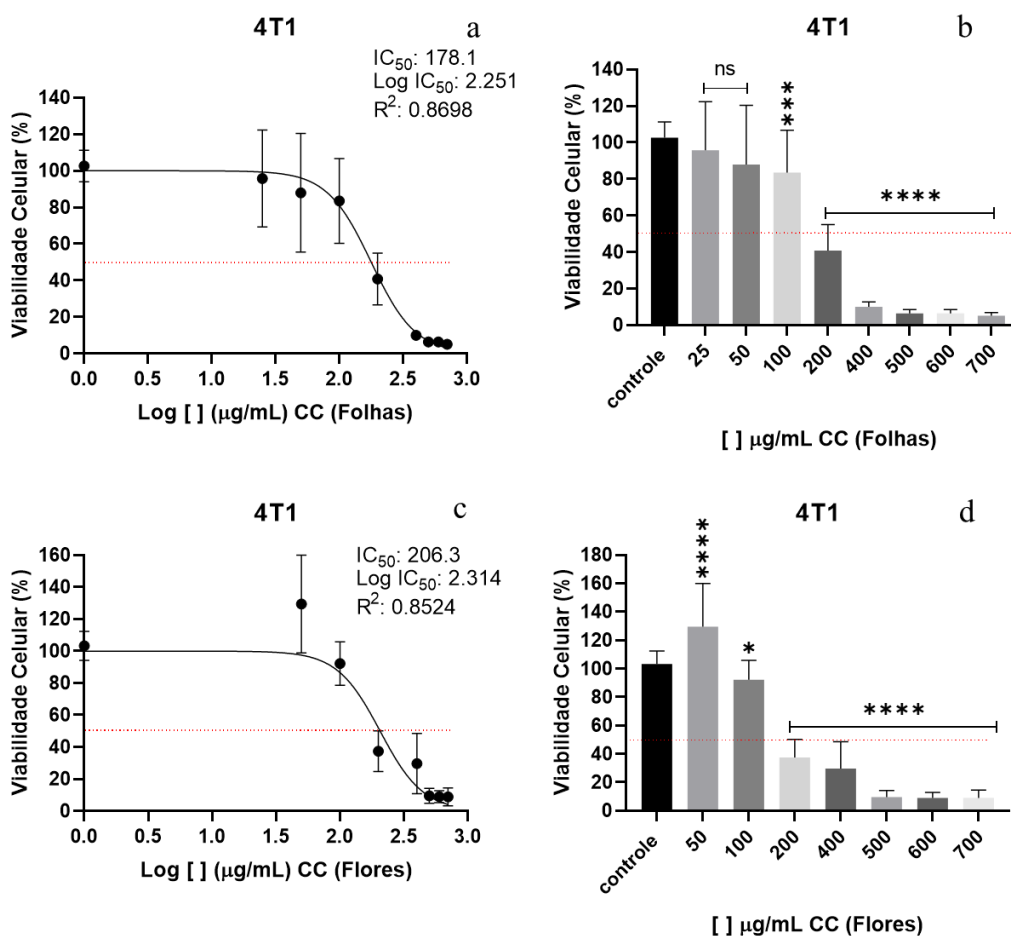 4T1
a
IC50: 178.1
Log IC50: 2.251
R2: 0.8698
Viabilidade Celular (%)
140
120
100
80
60
40
20
0
0.0 0.5 1.0 1.5 2.0 2.5 3.0
Log [ ] (μg/mL) CC (Folhas)
4T1
b
ns
***
****
Viabilidade Celular (%)
140
120
100
80
60
40
20
0
controle 25 50 100 200 400 500 600 700
[ ] μg/mL CC (Folhas)
4T1
c
IC50: 206.3
Log IC50: 2.314
R2: 0.8524
Viabilidade Celular (%)
160
140
120
100
80
60
40
20
0
0.0 0.5 1.0 1.5 2.0 2.5 3.0
Log [ ] (μg/mL) CC (Flores)
4T1
d
****
*
****
Viabilidade Celular (%)
180
160
140
120
100
80
60
40
20
0
controle 50 100 200 400 500 600 700
[ ] μg/mL CC (Flores)